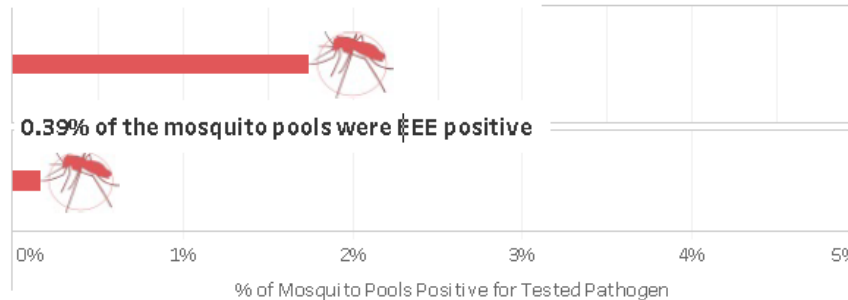 0.39% of the mosquito pools were EEE positive
0% 1% 2% 3% 4% 5%
% of Mosquito Pools Positive for Tested Pathogen